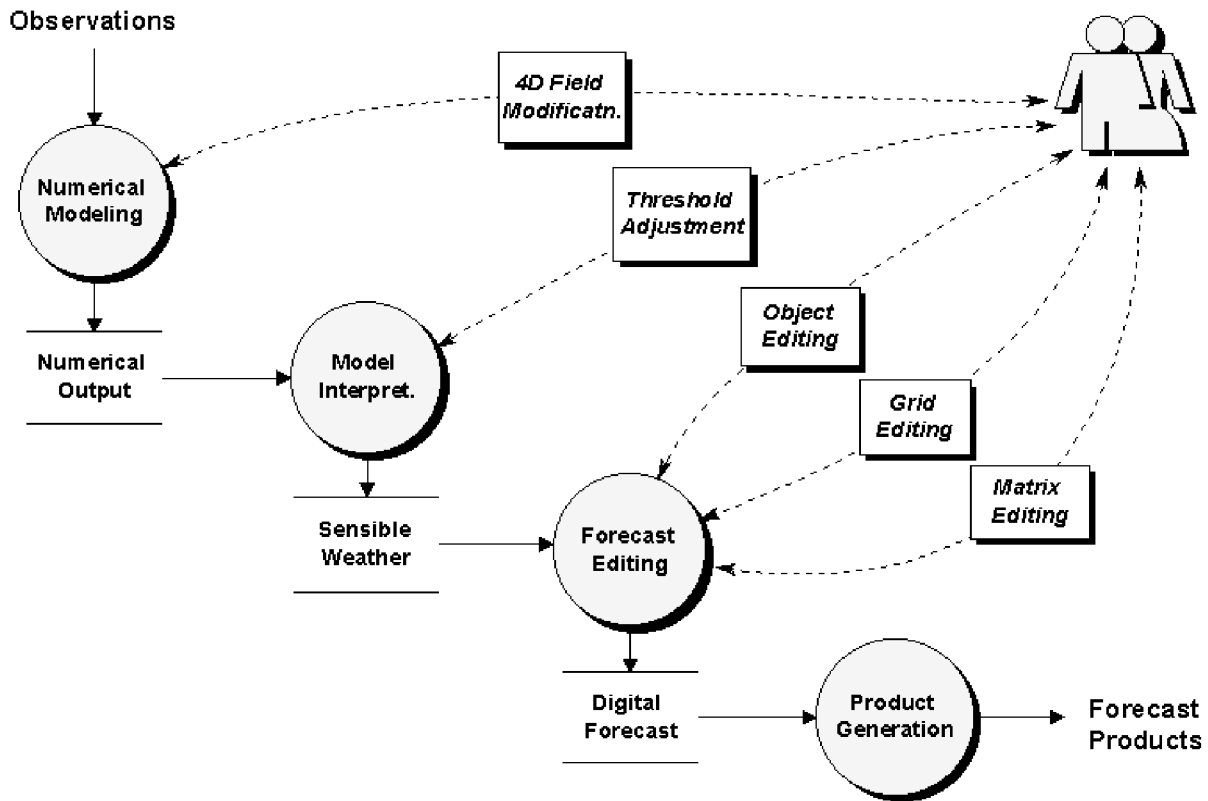 Observations
4D Field
Modificatn.
Numerical
Modeling
Threshold
Adjustment
Numerical
Output
Model
Interpret.
Object
Editing
Grid
Editing
Matrix
Editing
Sensible
Weather
Forecast
Editing
Digital
Forecast
Product
Generation
Forecast
Products